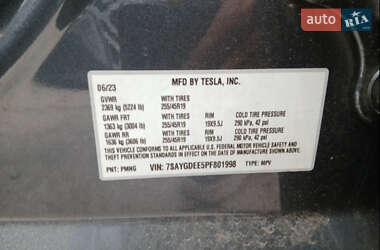 auto RIA
MFD BY TESLA, INC.
06/23
GVWR WITH TIRES
2369 kg (5224 lb) 255/45R19
GAWR FRT WITH TIRES RIM COLD TIRE PRESSURE
1363 kg (3004 lb) 255/45R19 19X9.5J 290 kPa, 42 psi
GAWR RR WITH TIRES RIM COLD TIRE PRESSURE
1636 kg (3606 lb) 255/45R19 19X9.5J 290 kPa, 42 psi
THIS VEHICLE CONFORMS TO ALL APPLICABLE U.S. FEDERAL MOTOR VEHICLE
SAFETY, BUMPER, AND THEFT PREVENTION STANDARDS IN EFFECT ON THE DATE OF
MANUFACTURE SHOWN ABOVE.
PNT: PMNG VIN: 7SAYGDEE5PF801998 TYPE: MPV